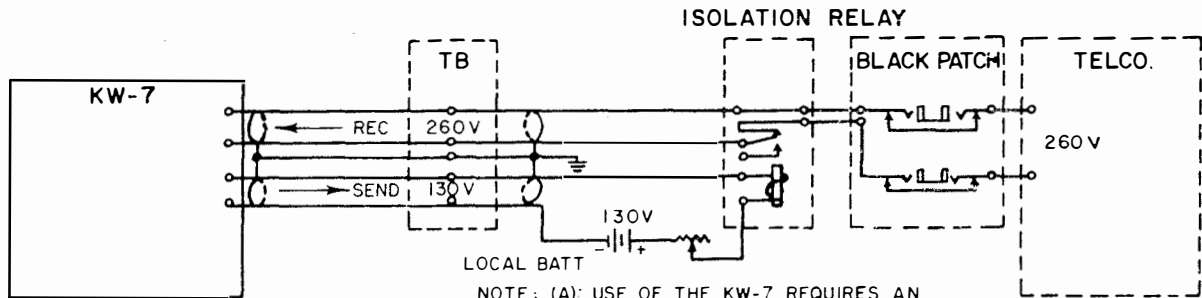 ISOLATION RELAY
KW-7
TB
BLACK PATCH
TELCO.
REC
260V
260V
SEND
130V
130V
- +
LOCAL BATT
NOTE: (A): USE OF THE KW-7 REQUIRES AN